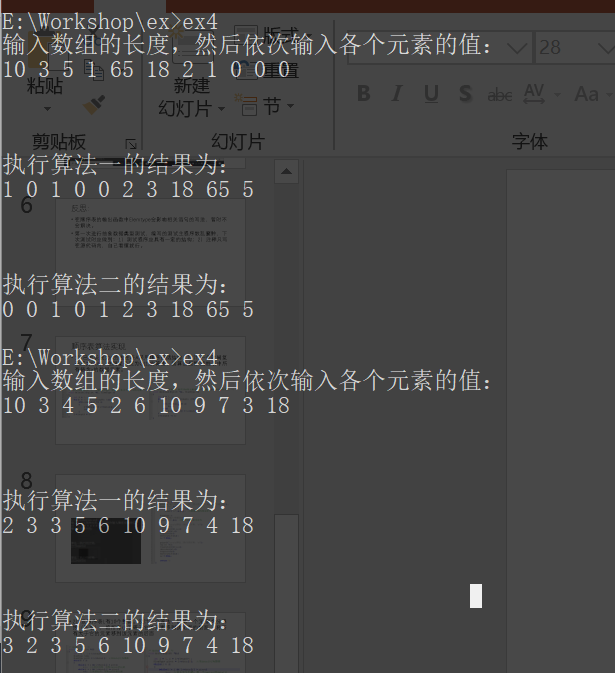 E:\Workshop\ex>ex4
输入数组的长度，然后依次输入各个元素的值：
10 3 5 1 65 18 2 1 0 0 0
执行算法一的结果为：
1 0 1 0 0 2 3 18 65 5
执行算法二的结果为：
0 0 1 0 1 2 3 18 65 5
E:\Workshop\ex>ex4
输入数组的长度，然后依次输入各个元素的值：
10 3 4 5 2 6 10 9 7 3 18
执行算法一的结果为：
2 3 3 5 6 10 9 7 4 18
执行算法二的结果为：
3 2 3 5 6 10 9 7 4 18
粘贴
剪贴板
新建
幻灯片
版式
重置
节
幻灯片
28
B I U S abc AV Aa
字体
6
7
8
9